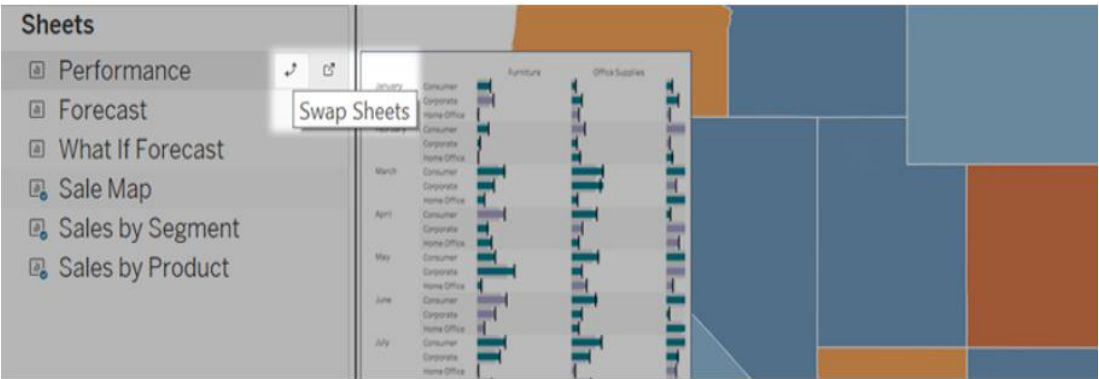 Sheets
Performance
Forecast
Swap Sheets
What If Forecast
Sale Map
Sales by Segment
Sales by Product
Furniture Office Supplies
January Consumer
Corporate
Home Office
February Consumer
Corporate
Home Office
March Consumer
Corporate
Home Office
April Consumer
Corporate
Home Office
May Consumer
Corporate
Home Office
June Consumer
Corporate
Home Office
July Consumer
Corporate
Home Office